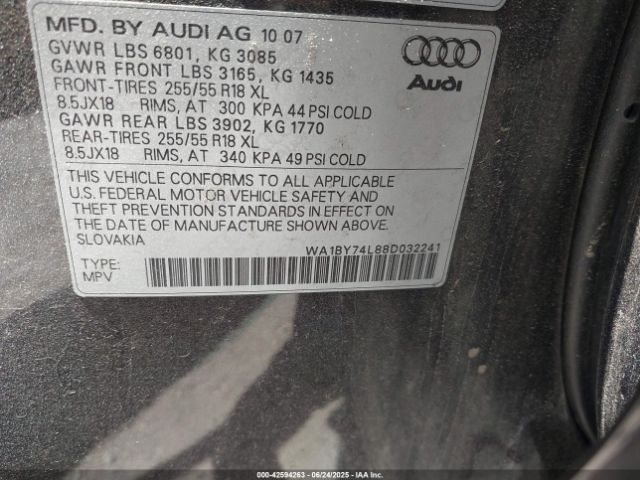 MFD. BY AUDI AG 10 07
GVWR LBS 6801, KG 3085
GAWR FRONT LBS 3165, KG 1435
FRONT-TIRES 255/55 R18 XL
8.5JX18 RIMS, AT 300 KPA 44 PSI COLD
GAWR REAR LBS 3902, KG 1770
REAR-TIRES 255/55 R18 XL
8.5JX18 RIMS, AT 340 KPA 49 PSI COLD
Audi
THIS VEHICLE CONFORMS TO ALL APPLICABLE
U.S. FEDERAL MOTOR VEHICLE SAFETY AND
THEFT PREVENTION STANDARDS IN EFFECT ON
THE DATE OF MANUFACTURE SHOWN ABOVE.
SLOVAKIA
WA1BY74L88D032241
TYPE:
MPV
000-42594263 - 06/24/2025 - IAAI.COM